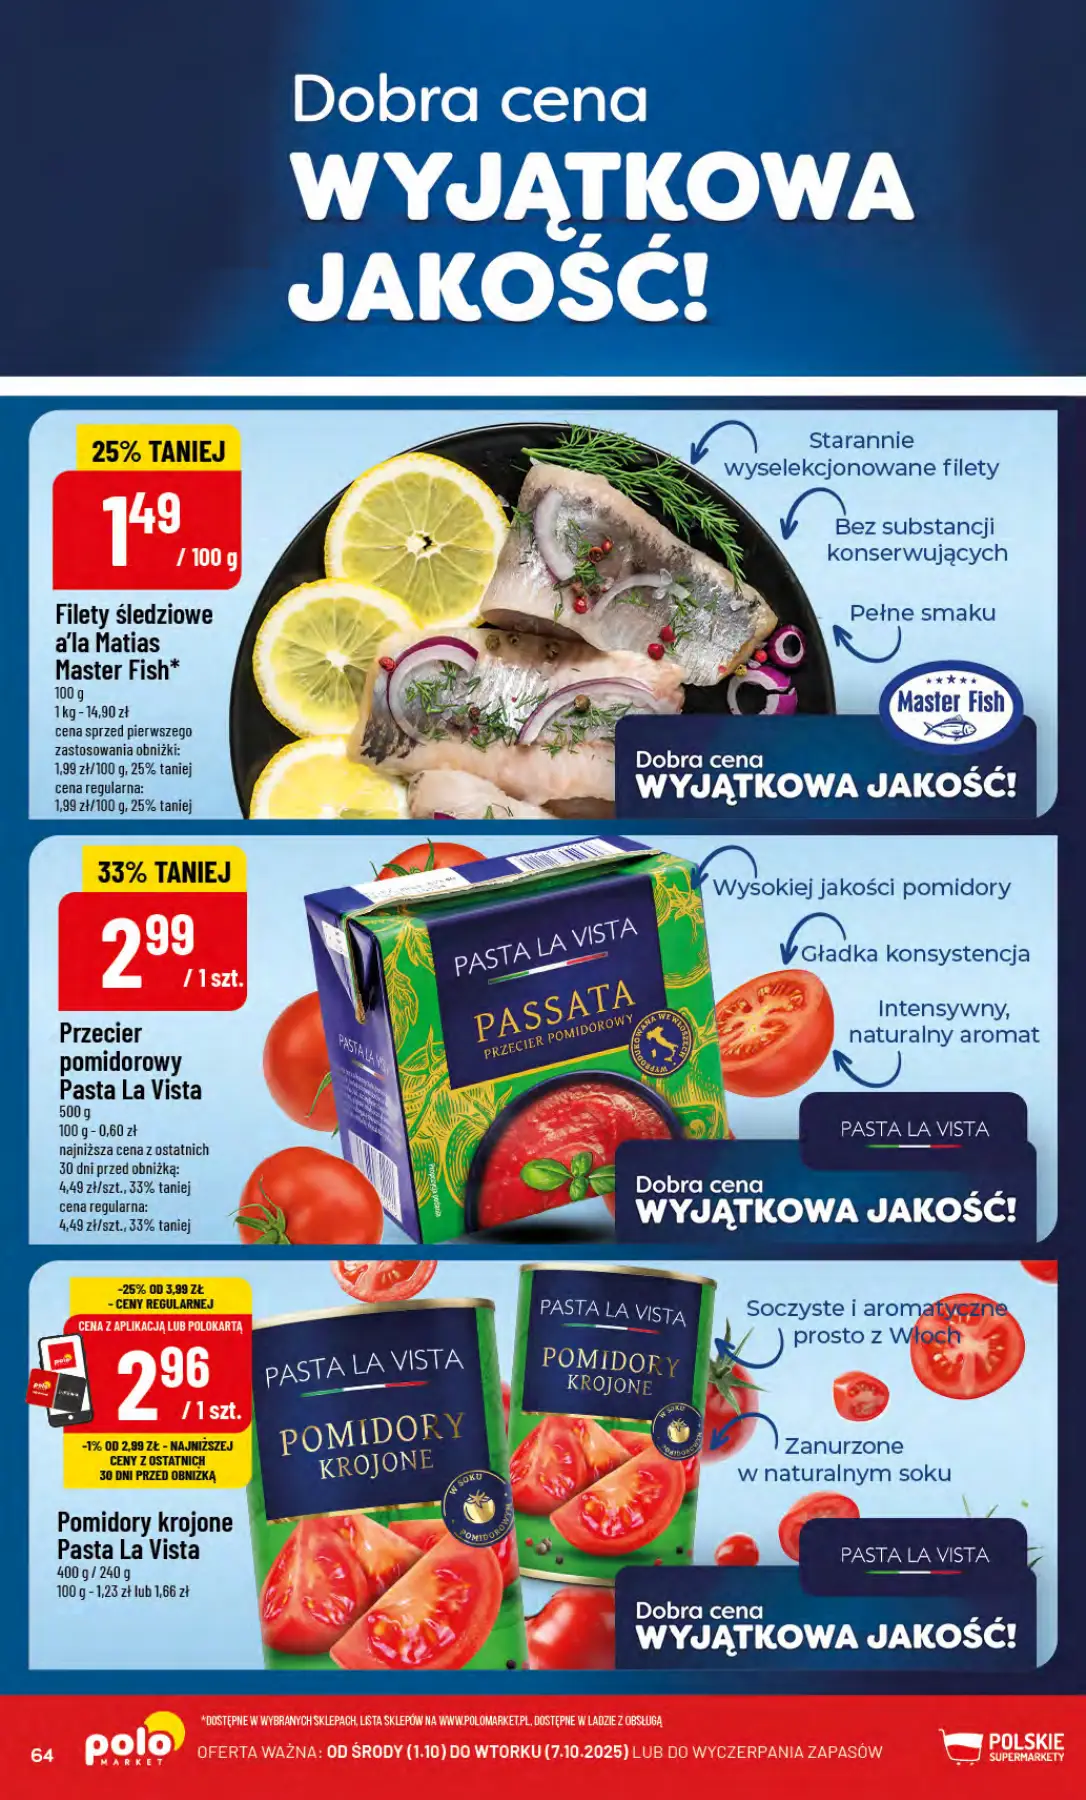 Dobra cena
WYJĄTKOWA
JAKOŚĆ!
25% TANIEJ
1 49
/ 100 g
Filety śledziowe
a'la Matias
Master Fish*
100 g
1 kg - 14,90 zł
cena sprzed pierwszego
zastosowania obniżki:
1,99 zł/100 g, 25% taniej
cena regularna:
1,99 zł/100 g, 25% taniej
Starannie
wyselekcjonowane filety
Bez substancji
konserwujących
Pełne smaku
Master Fish
Dobra cena
WYJĄTKOWA JAKOŚĆ!
33% TANIEJ
2 99
/ 1 szt.
Przecier
pomidorowy
Pasta La Vista
500 g
100 g - 0,60 zł
najniższa cena z ostatnich
30 dni przed obniżką:
4,49 zł/szt., 33% taniej
cena regularna:
4,49 zł/szt., 33% taniej
PASTA LA VISTA
PASSATA
PRZECIER POMIDOROWY
WYPRODUKOWANA WE WŁOSZECH
Wysokiej jakości pomidory
Gładka konsystencja
Intensywny,
naturalny aromat
PASTA LA VISTA
Dobra cena
WYJĄTKOWA JAKOŚĆ!
-25% OD 3,99 ZŁ
- CENY REGULARNEJ
CENA Z APLIKACJĄ LUB POLOKARTĄ
polo
2 96
/ 1 szt.
-1% OD 2,99 ZŁ - NAJNIŻSZEJ
CENY Z OSTATNICH
30 DNI PRZED OBNIŻKĄ
Pomidory krojone
Pasta La Vista
400 g / 240 g
100 g - 1,23 zł lub 1,66 zł
PASTA LA VISTA
POMIDORY
KROJONE
W SOKU
POMIDOROWYM
PASTA LA VISTA
POMIDORY
KROJONE
W SOKU
Soczyste i aromatyczne
prosto z Włoch
Zanurzone
w naturalnym soku
PASTA LA VISTA
Dobra cena
WYJĄTKOWA JAKOŚĆ!
*DOSTĘPNE W WYBRANYCH SKLEPACH, LISTA SKLEPÓW NA WWW.POLOMARKET.PL, DOSTĘPNE W LADZIE Z OBSŁUGĄ
64
polo
MARKET
OFERTA WAŻNA: OD ŚRODY (1.10) DO WTORKU (7.10.2025) LUB DO WYCZERPANIA ZAPASÓW
POLSKIE
SUPERMARKETY